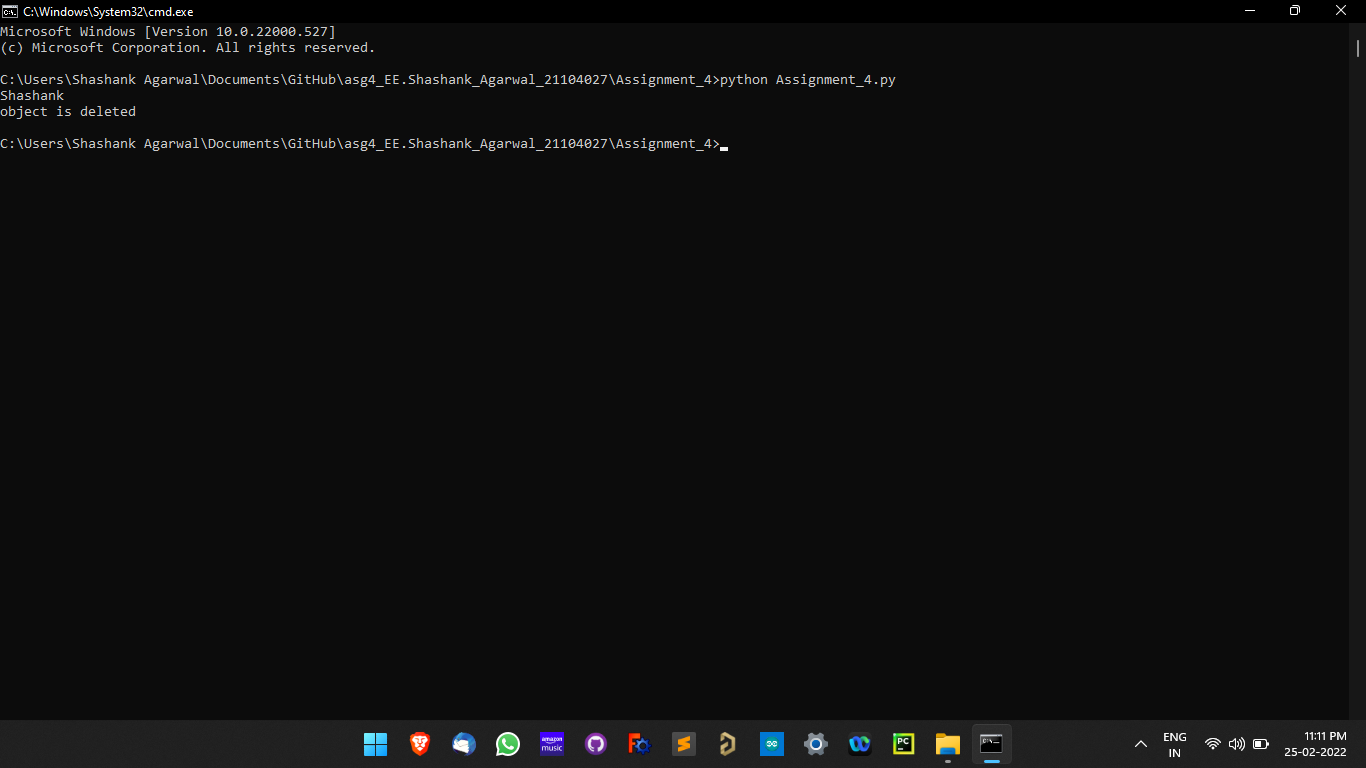 C:\Windows\System32\cmd.exe
Microsoft Windows [Version 10.0.22000.527]
(c) Microsoft Corporation. All rights reserved.
C:\Users\Shashank Agarwal\Documents\GitHub\asg4_EE.Shashank_Agarwal_21104027\Assignment_4>python Assignment_4.py
Shashank
object is deleted
C:\Users\Shashank Agarwal\Documents\GitHub\asg4_EE.Shashank_Agarwal_21104027\Assignment_4>
amazon
music
PC
ENG
IN
11:11 PM
25-02-2022